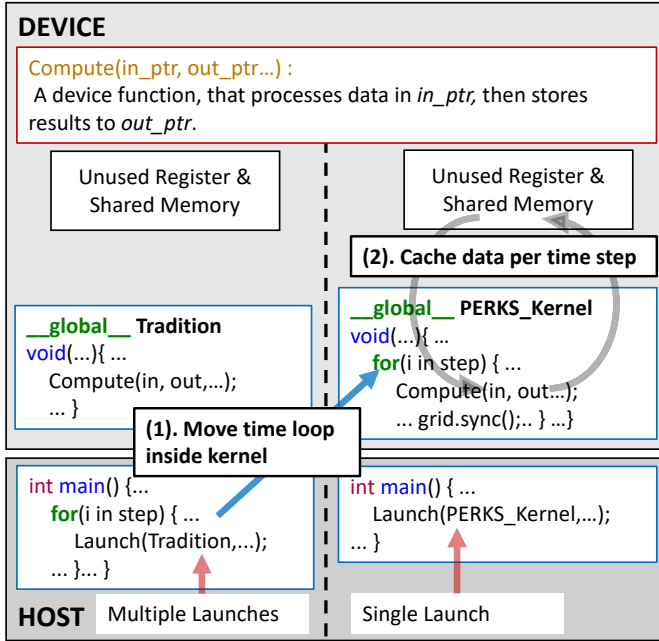 DEVICE
Compute(in_ptr, out_ptr…) :
A device function, that processes data in in_ptr, then stores
results to out_ptr.
Unused Register &
Shared Memory
Unused Register &
Shared Memory
(2). Cache data per time step
__global__ Tradition
void(...){ ...
Compute(in, out,…);
... }
__global__ PERKS_Kernel
void(...){ …
for(i in step) { ...
Compute(in, out…);
... grid.sync();.. } …}
(1). Move time loop
inside kernel
int main() {...
for(i in step) { ...
Launch(Tradition,...);
... }... }
int main() { ...
Launch(PERKS_Kernel,...);
... }
HOST
Multiple Launches
Single Launch